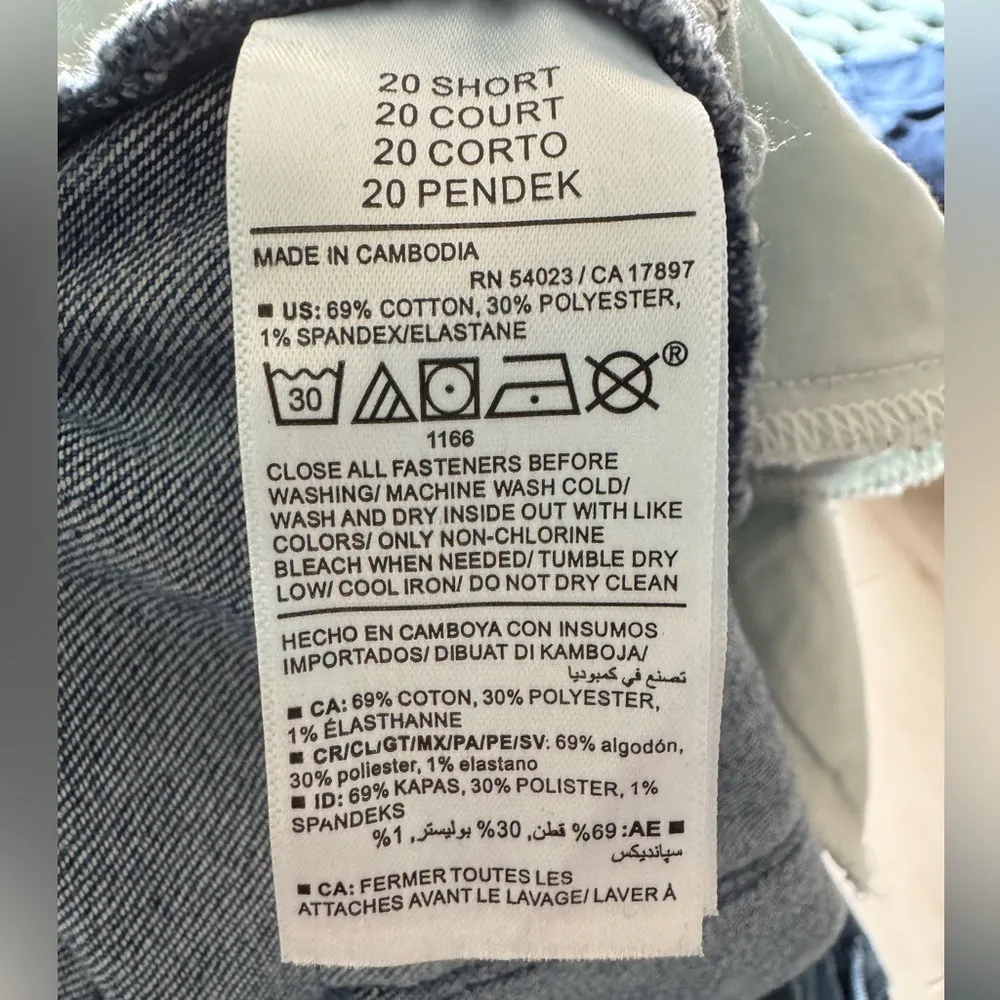 20 SHORT
20 COURT
20 CORTO
20 PENDEK
MADE IN CAMBODIA
RN 54023 / CA 17897
■ US: 69% COTTON, 30% POLYESTER,
1% SPANDEX/ELASTANE
30
®
1166
CLOSE ALL FASTENERS BEFORE
WASHING/ MACHINE WASH COLD/
WASH AND DRY INSIDE OUT WITH LIKE
COLORS/ ONLY NON-CHLORINE
BLEACH WHEN NEEDED/ TUMBLE DRY
LOW/ COOL IRON/ DO NOT DRY CLEAN
HECHO EN CAMBOYA CON INSUMOS
IMPORTADOS/ DIBUAT DI KAMBOJA/
تصنع في كمبوديا
■ CA: 69% COTON, 30% POLYESTER,
1% ÉLASTHANNE
■ CR/CL/GT/MX/PA/PE/SV: 69% algodón,
30% poliester, 1% elastano
■ ID: 69% KAPAS, 30% POLISTER, 1%
SPANDEKS
■ AE: 69% قطن, 30% بوليستر, 1%
سپانديكس
■ CA: FERMER TOUTES LES
ATTACHES AVANT LE LAVAGE/ LAVER À